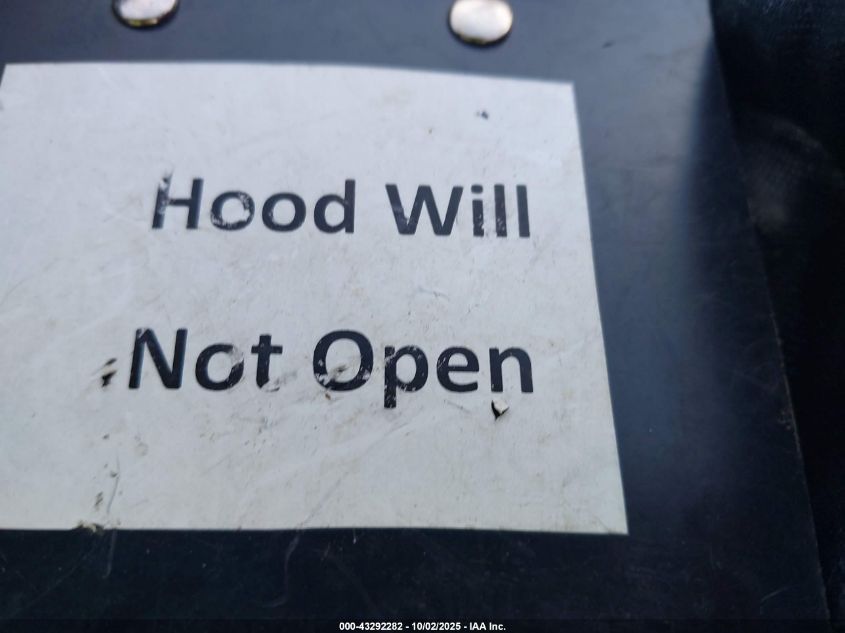 Hood Will
Not Open
000-43292282 - 10/02/2025 - IAA Inc.